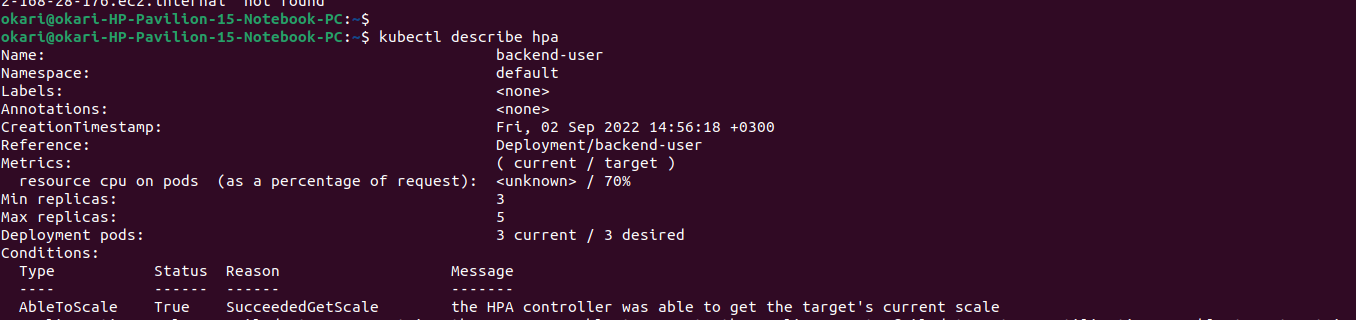 2-168-28-176.ec2.internal" not found
okari@okari-HP-Pavilion-15-Notebook-PC:~$
okari@okari-HP-Pavilion-15-Notebook-PC:~$ kubectl describe hpa
Name: backend-user
Namespace: default
Labels: <none>
Annotations: <none>
CreationTimestamp: Fri, 02 Sep 2022 14:56:18 +0300
Reference: Deployment/backend-user
Metrics: ( current / target )
resource cpu on pods (as a percentage of request): <unknown> / 70%
Min replicas: 3
Max replicas: 5
Deployment pods: 3 current / 3 desired
Conditions:
Type Status Reason Message
---- ------ ------ -------
AbleToScale True SucceededGetScale the HPA controller was able to get the target's current scale